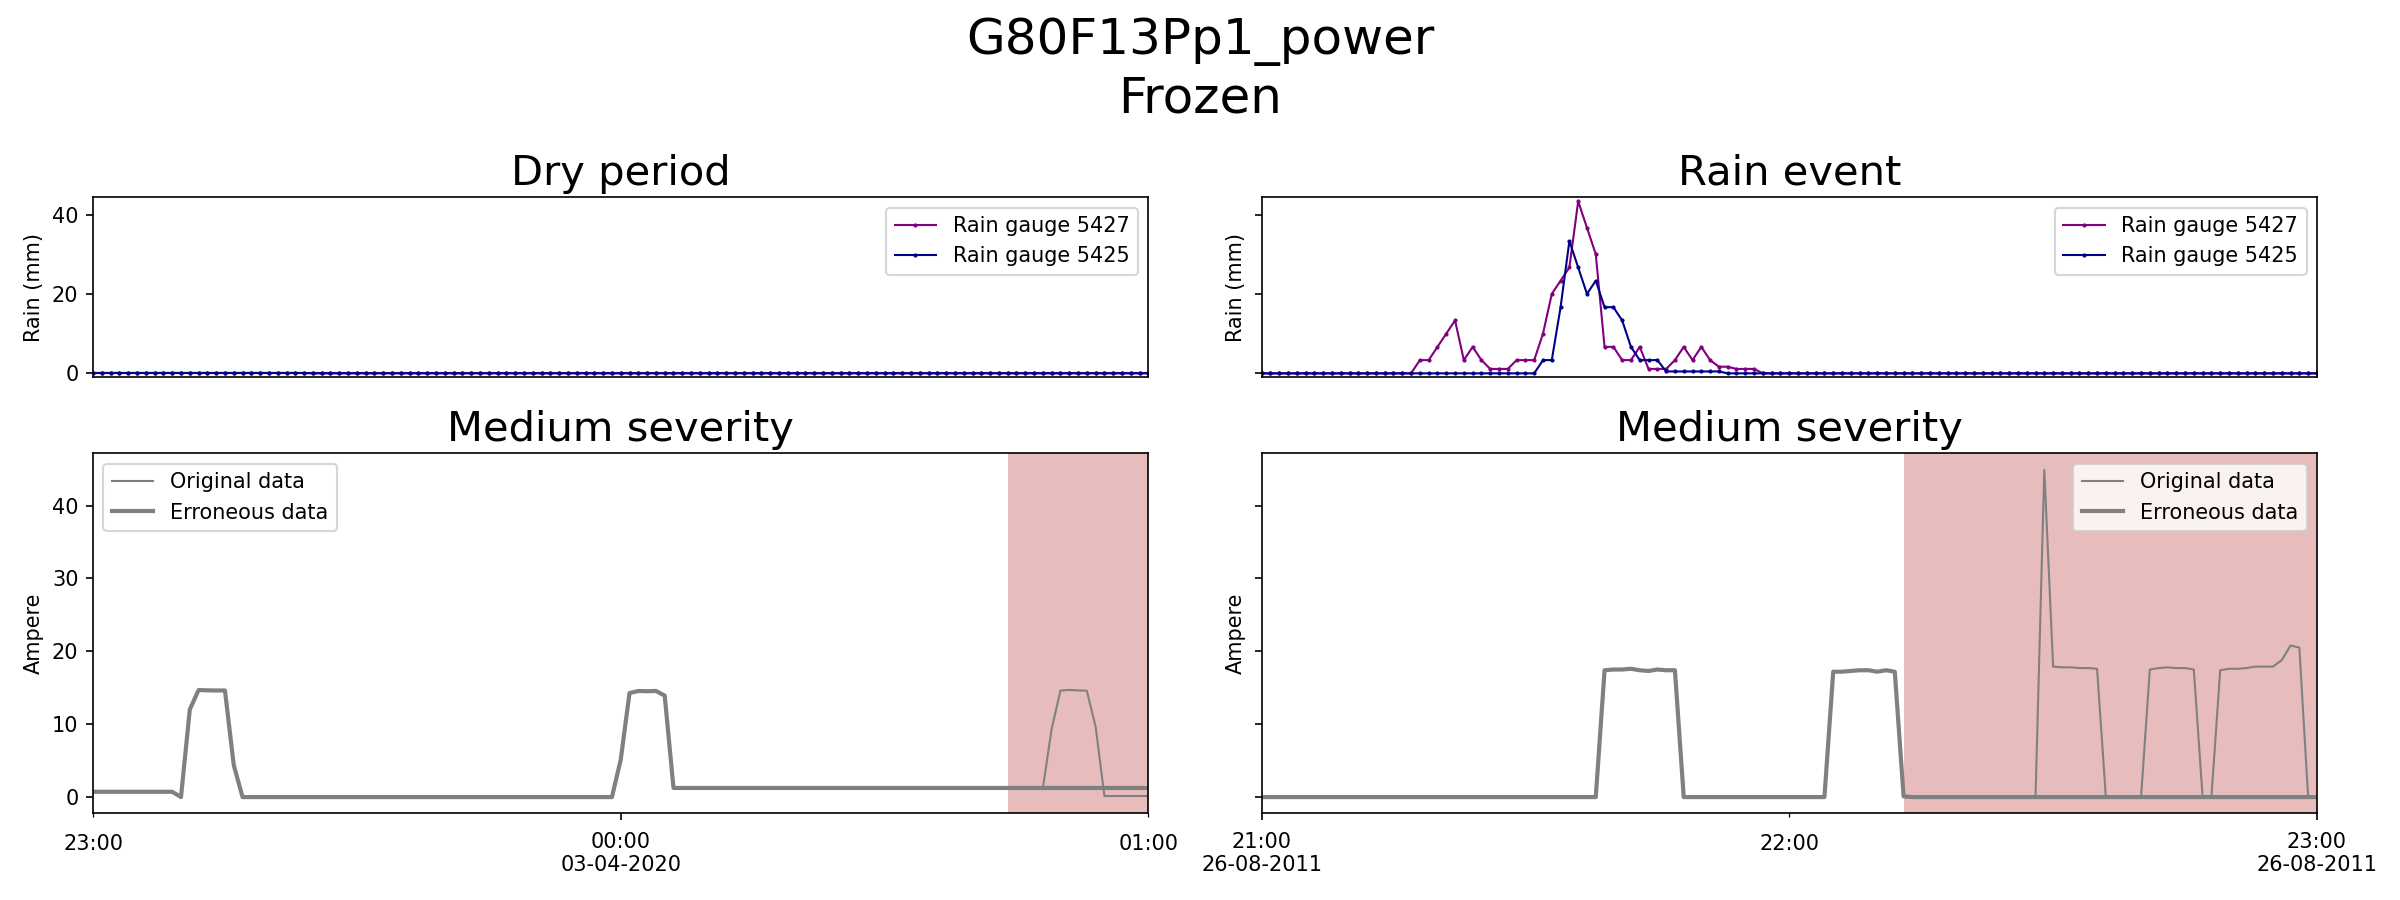 G80F13Pp1_power
Frozen
Dry period
Rain (mm)
40
20
0
Rain gauge 5427
Rain gauge 5425
Rain event
Rain (mm)
Rain gauge 5427
Rain gauge 5425
Medium severity
Ampere
40
30
20
10
0
Original data
Erroneous data
23:00
00:00
03-04-2020
01:00
Medium severity
Ampere
Original data
Erroneous data
21:00
26-08-2011
22:00
23:00
26-08-2011